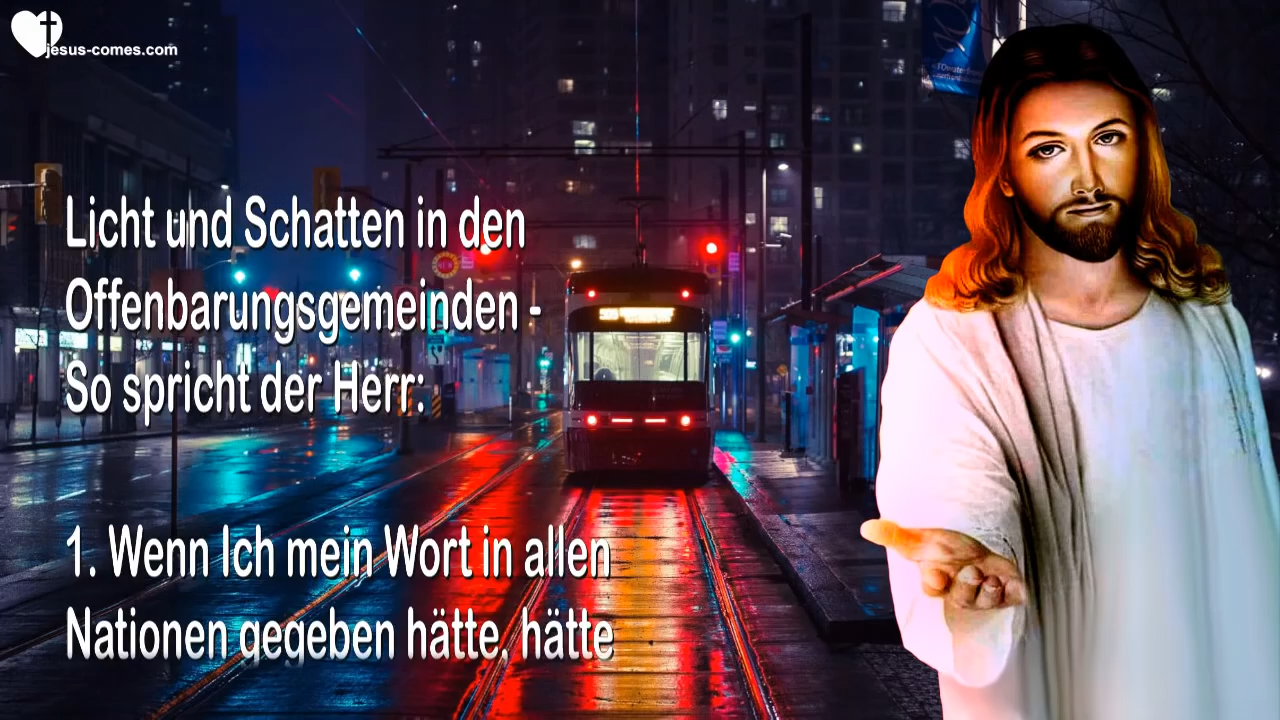 jesus-comes.com
Licht und Schatten in den
Offenbarungsgemeinden -
So spricht der Herr:
1. Wenn Ich mein Wort in allen
Nationen gegeben hätte, hätte